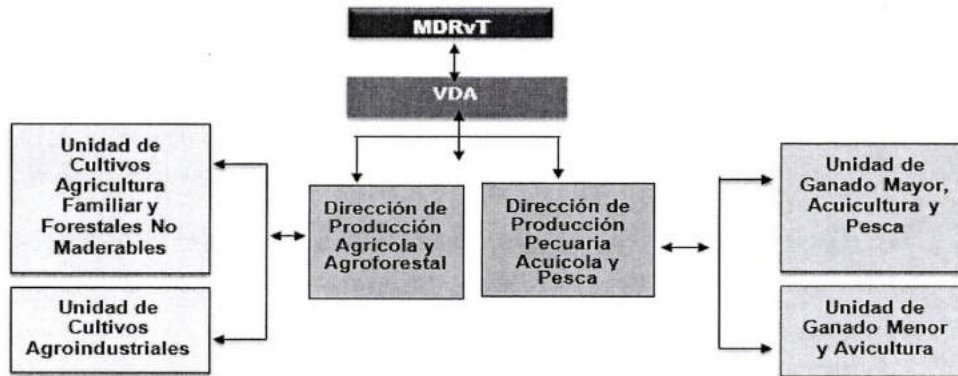 MDRyT
VDA
Unidad de
Cultivos
Agricultura
Familiar y
Forestales No
Maderables
Unidad de
Cultivos
Agroindustriales
Dirección de
Producción
Agrícola y
Agroforestal
Dirección de
Producción
Pecuaria
Acuícola y
Pesca
Unidad de
Ganado Mayor,
Acuicultura y
Pesca
Unidad de
Ganado Menor
y Avicultura